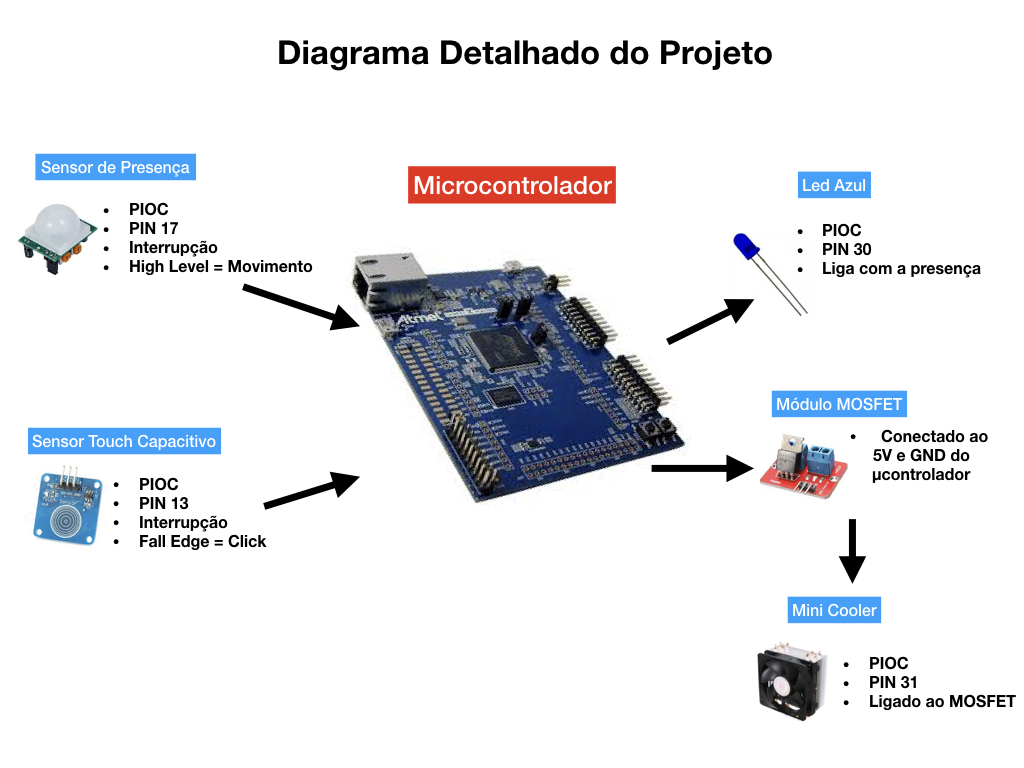 Diagrama Detalhado do Projeto
Sensor de Presença
• PIOC
• PIN 17
• Interrupção
• High Level = Movimento
Microcontrolador
Atmel
Led Azul
• PIOC
• PIN 30
• Liga com a presença
Sensor Touch Capacitivo
• PIOC
• PIN 13
• Interrupção
• Fall Edge = Click
Módulo MOSFET
• Conectado ao
5V e GND do
µcontrolador
Mini Cooler
• PIOC
• PIN 31
• Ligado ao MOSFET